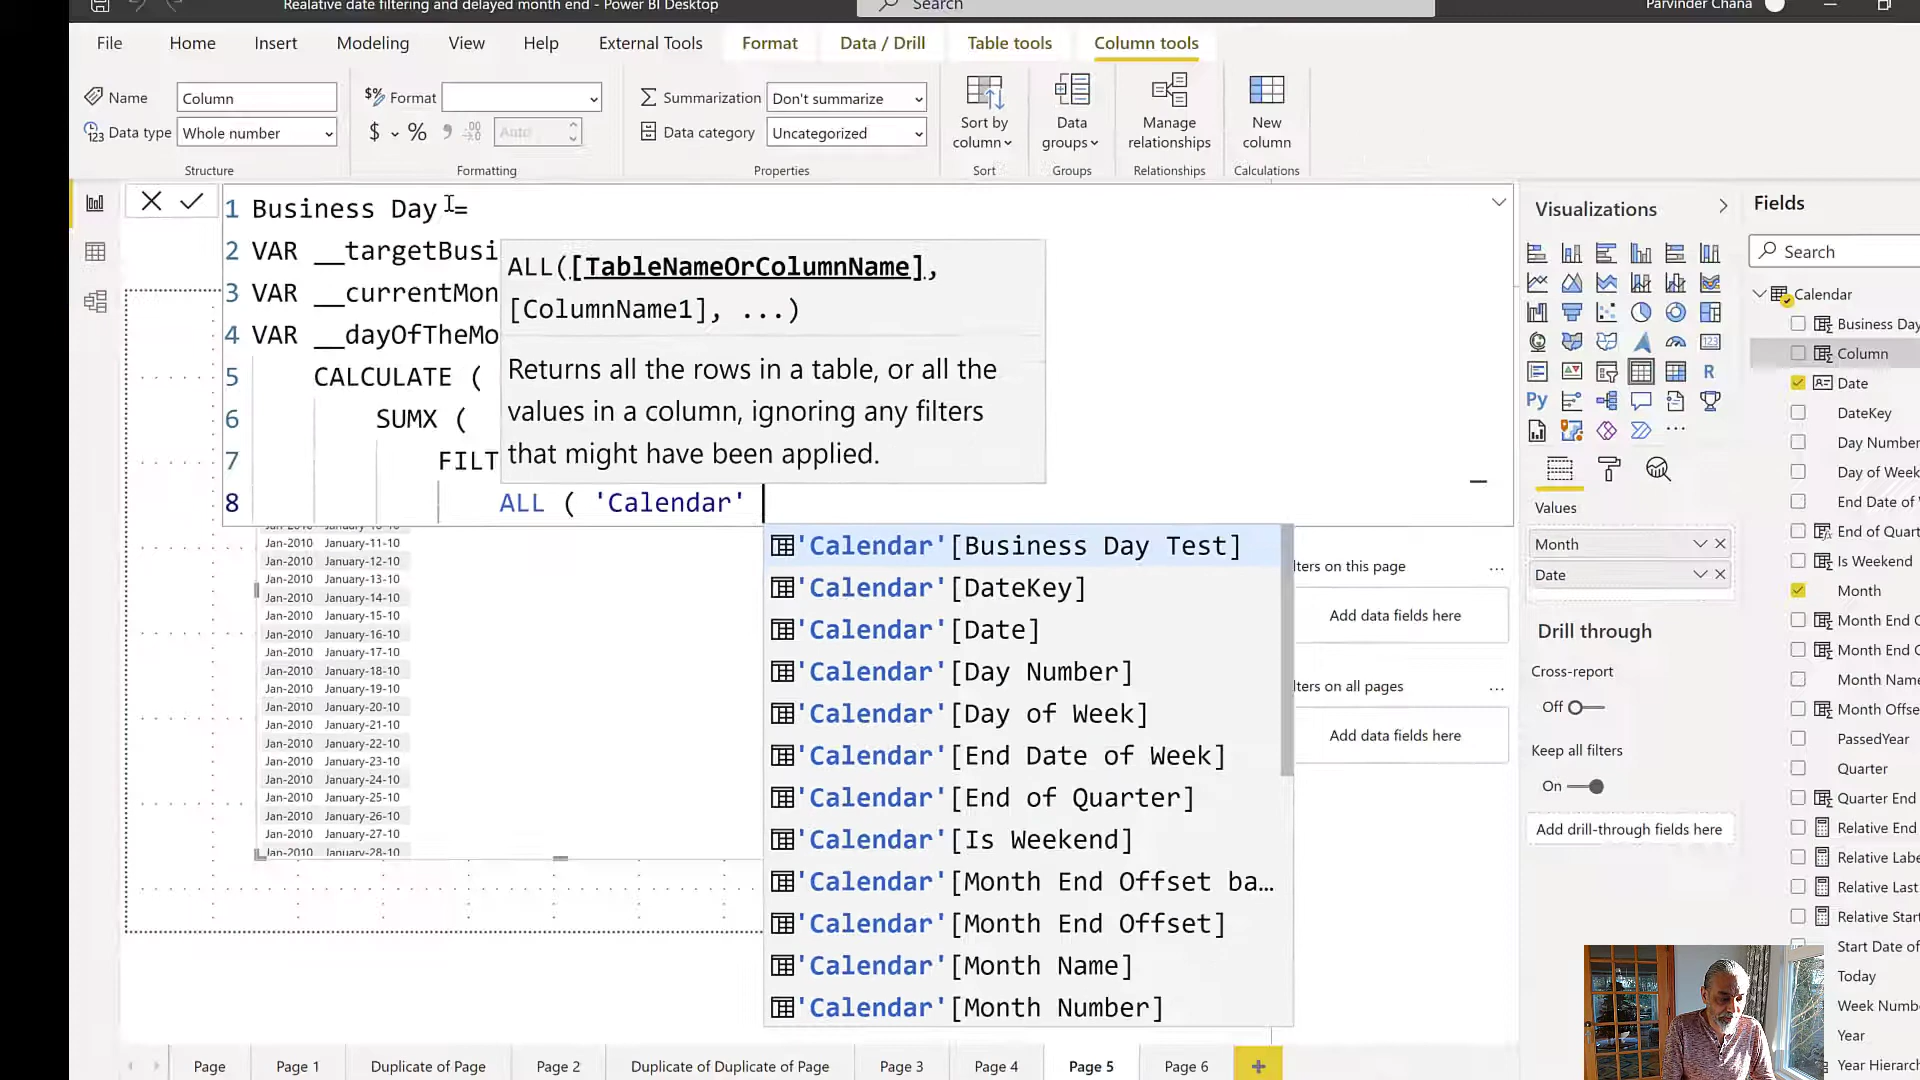 Realative date filtering and delayed month end - Power BI Desktop
Search
Parvinder Chana
File
Home
Insert
Modeling
View
Help
External Tools
Format
Data / Drill
Table tools
Column tools
Name
Column
Data type
Whole number
Structure
Format
$ % 9 .00
Auto
Formatting
Summarization
Don't summarize
Data category
Uncategorized
Properties
Sort by
column
Sort
Data
groups
Groups
Manage
relationships
Relationships
New
column
Calculations
1 Business Day =
2 VAR __targetBusi
3 VAR __currentMon
4 VAR __dayOfTheMo
5 CALCULATE (
6 SUMX (
7 FILT
8 ALL ( 'Calendar'
ALL([TableNameOrColumnName],
[ColumnName1], ...)
Returns all the rows in a table, or all the
values in a column, ignoring any filters
that might have been applied.
'Calendar'[Business Day Test]
'Calendar'[DateKey]
'Calendar'[Date]
'Calendar'[Day Number]
'Calendar'[Day of Week]
'Calendar'[End Date of Week]
'Calendar'[End of Quarter]
'Calendar'[Is Weekend]
'Calendar'[Month End Offset ba...
'Calendar'[Month End Offset]
'Calendar'[Month Name]
'Calendar'[Month Number]
Jan-2010 January-11-10
Jan-2010 January-12-10
Jan-2010 January-13-10
Jan-2010 January-14-10
Jan-2010 January-15-10
Jan-2010 January-16-10
Jan-2010 January-17-10
Jan-2010 January-18-10
Jan-2010 January-19-10
Jan-2010 January-20-10
Jan-2010 January-21-10
Jan-2010 January-22-10
Jan-2010 January-23-10
Jan-2010 January-24-10
Jan-2010 January-25-10
Jan-2010 January-26-10
Jan-2010 January-27-10
Jan-2010 January-28-10
lters on this page
...
Add data fields here
lters on all pages
...
Add data fields here
Visualizations
123
R
Py
...
Values
Month
Date
Drill through
Cross-report
Off
Keep all filters
On
Add drill-through fields here
Fields
Search
Calendar
Business Day
Column
Date
DateKey
Day Number
Day of Week
End Date of
End of Quart
Is Weekend
Month
Month End O
Month End O
Month Name
Month Offse
PassedYear
Quarter
Quarter End
Relative End
Relative Labe
Relative Last
Relative Start
Start Date of
Today
Week Numb
Year
Year Hierarch
Page
Page 1
Duplicate of Page
Page 2
Duplicate of Duplicate of Page
Page 3
Page 4
Page 5
Page 6
+